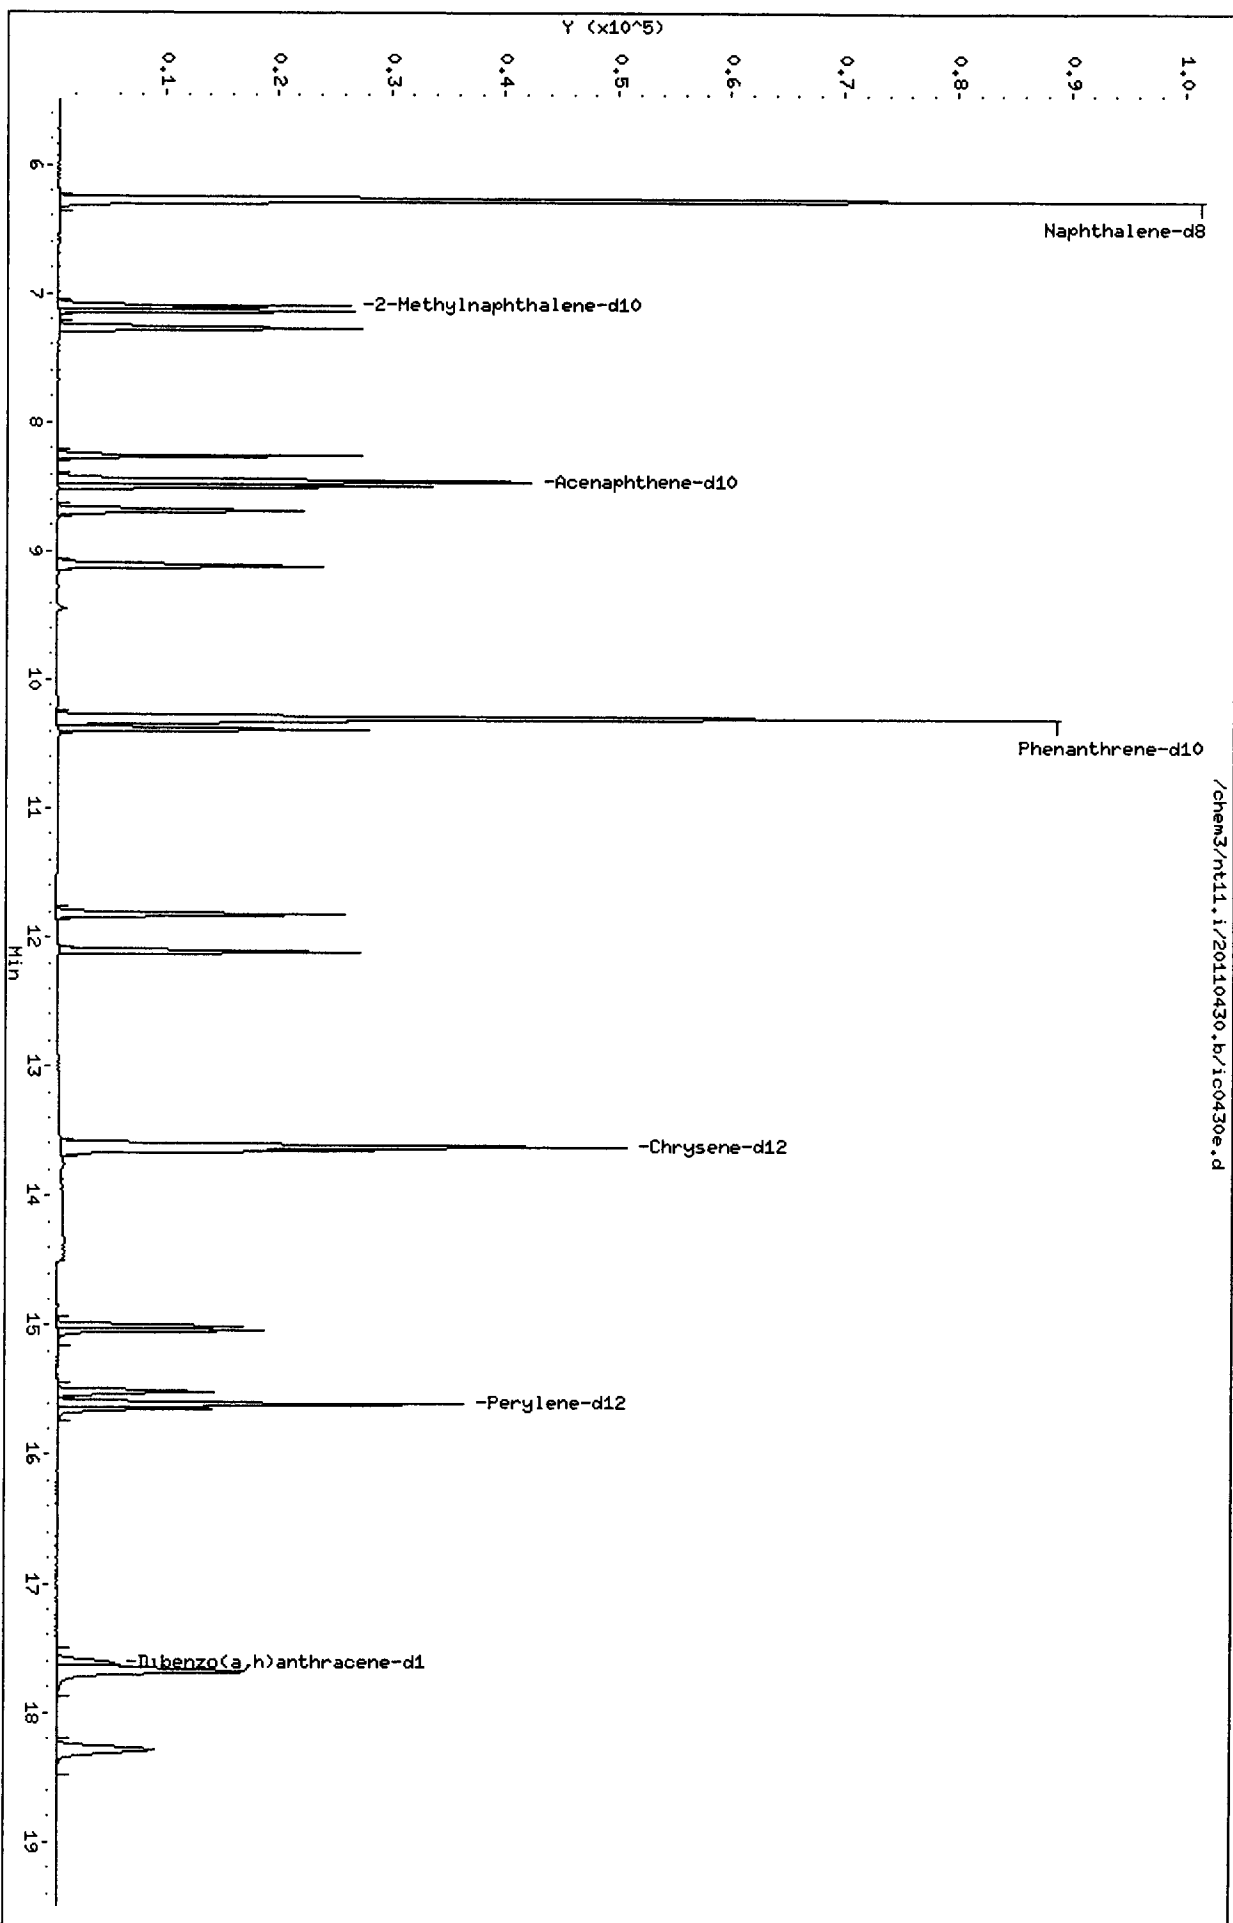 /chem3/nt11.i/20110430.b/ic0430e.d
Y (x10^5)
0.1
0.2
0.3
0.4
0.5
0.6
0.7
0.8
0.9
1.0
6
7
8
9
10
11
12
13
14
15
16
17
18
19
Min
Naphthalene-d8
-2-Methylnaphthalene-d10
-Acenaphthene-d10
Phenanthrene-d10
-Chrysene-d12
-Perylene-d12
-Dibenzo(a,h)anthracene-d1